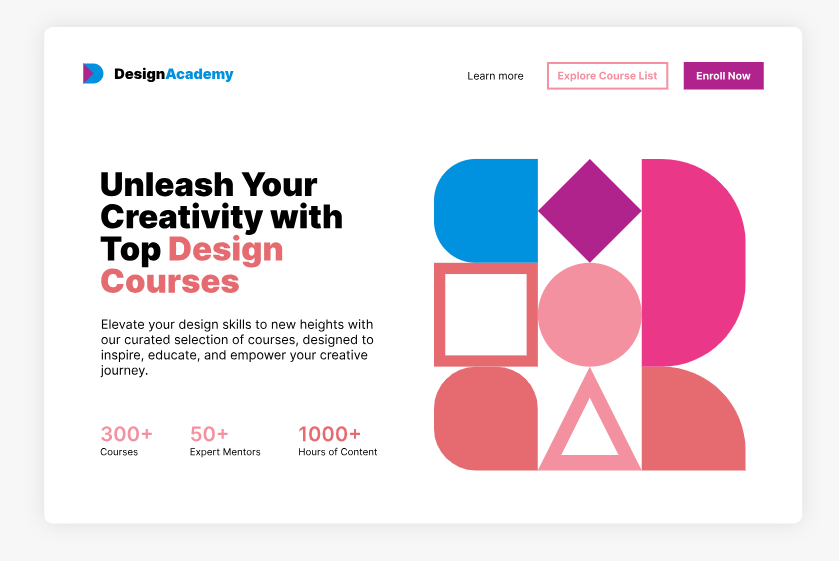 DesignAcademy
Learn more
Explore Course List
Enroll Now
Unleash Your
Creativity with
Top Design
Courses
Elevate your design skills to new heights with
our curated selection of courses, designed to
inspire, educate, and empower your creative
journey.
300+
Courses
50+
Expert Mentors
1000+
Hours of Content